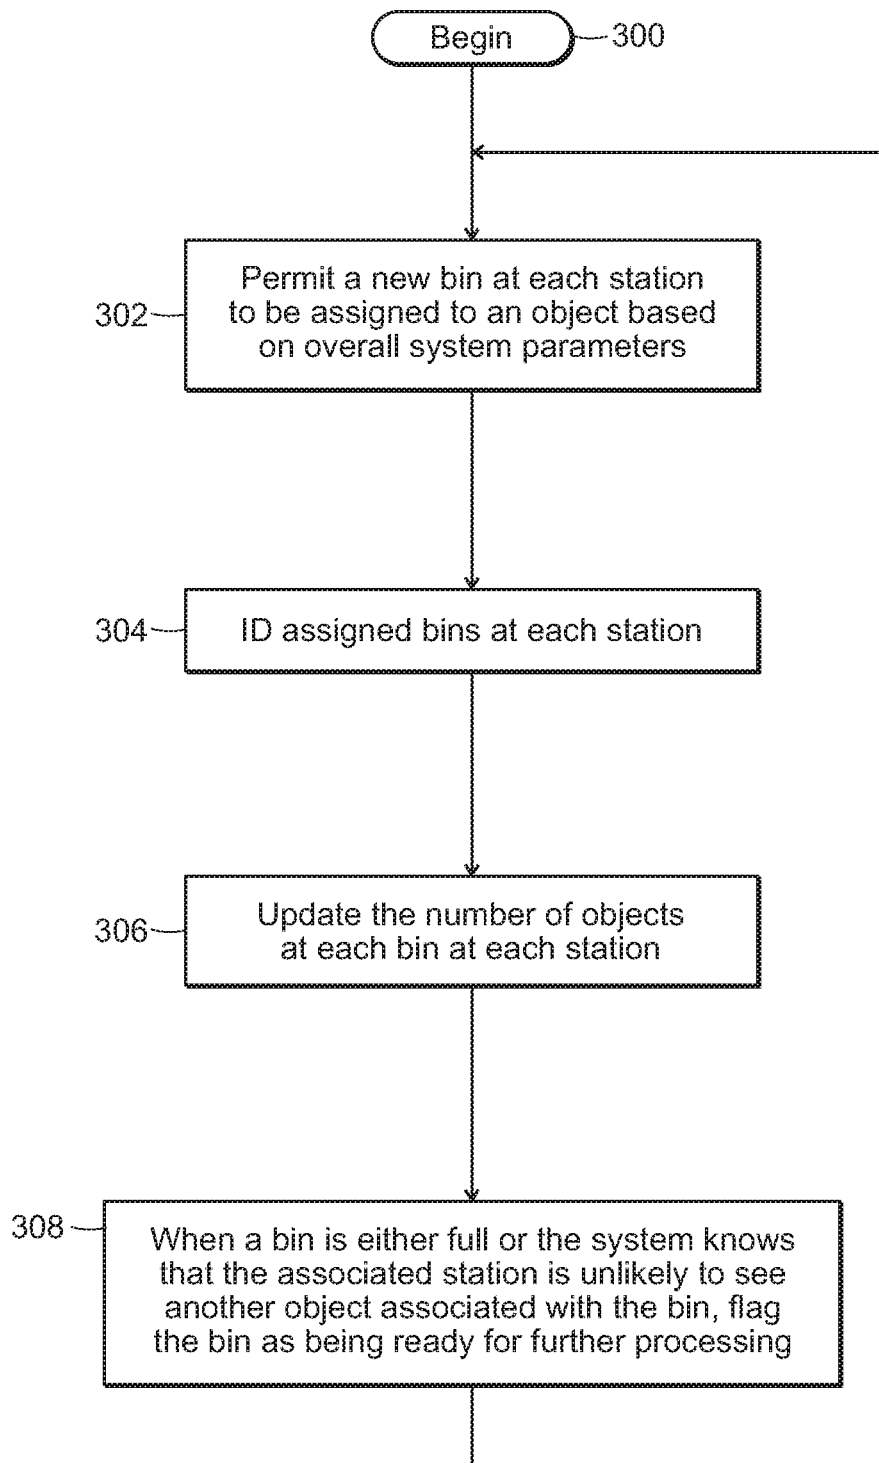 Begin
300
302
Permit a new bin at each station
to be assigned to an object based
on overall system parameters
304
ID assigned bins at each station
306
Update the number of objects
at each bin at each station
308
When a bin is either full or the system knows
that the associated station is unlikely to see
another object associated with the bin, flag
the bin as being ready for further processing